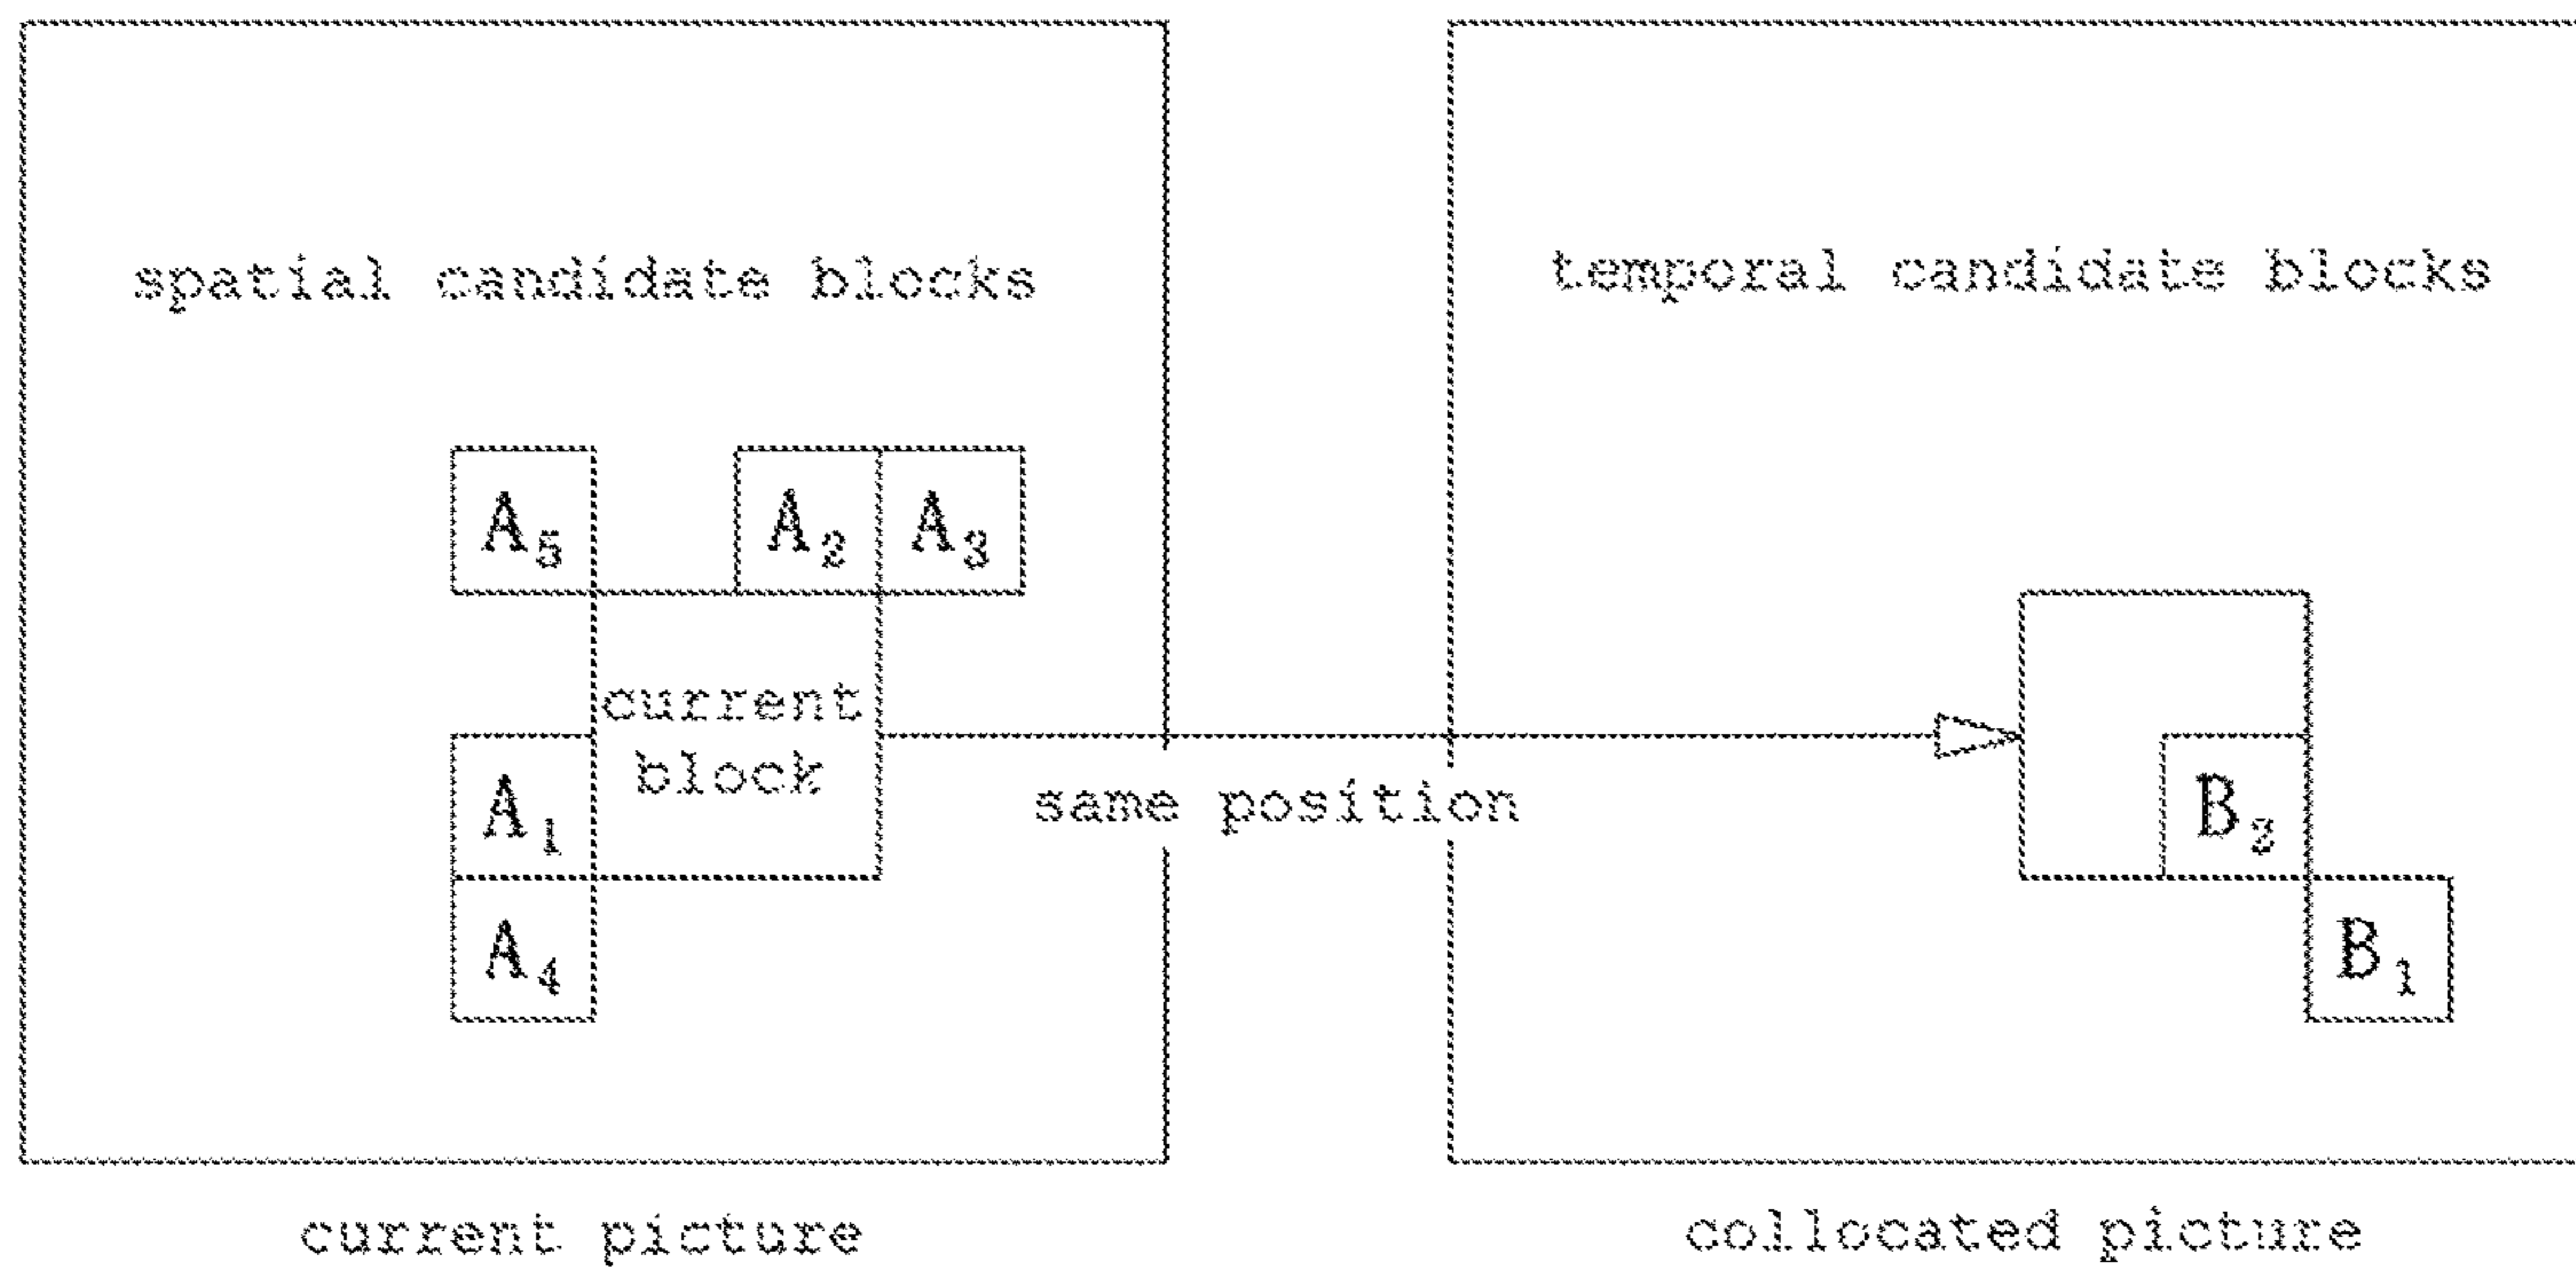 spatial candidate blocks
temporal candidate blocks
A5
A2
A3
current
block
A1
A4
same position
B2
B1
current picture
collocated picture